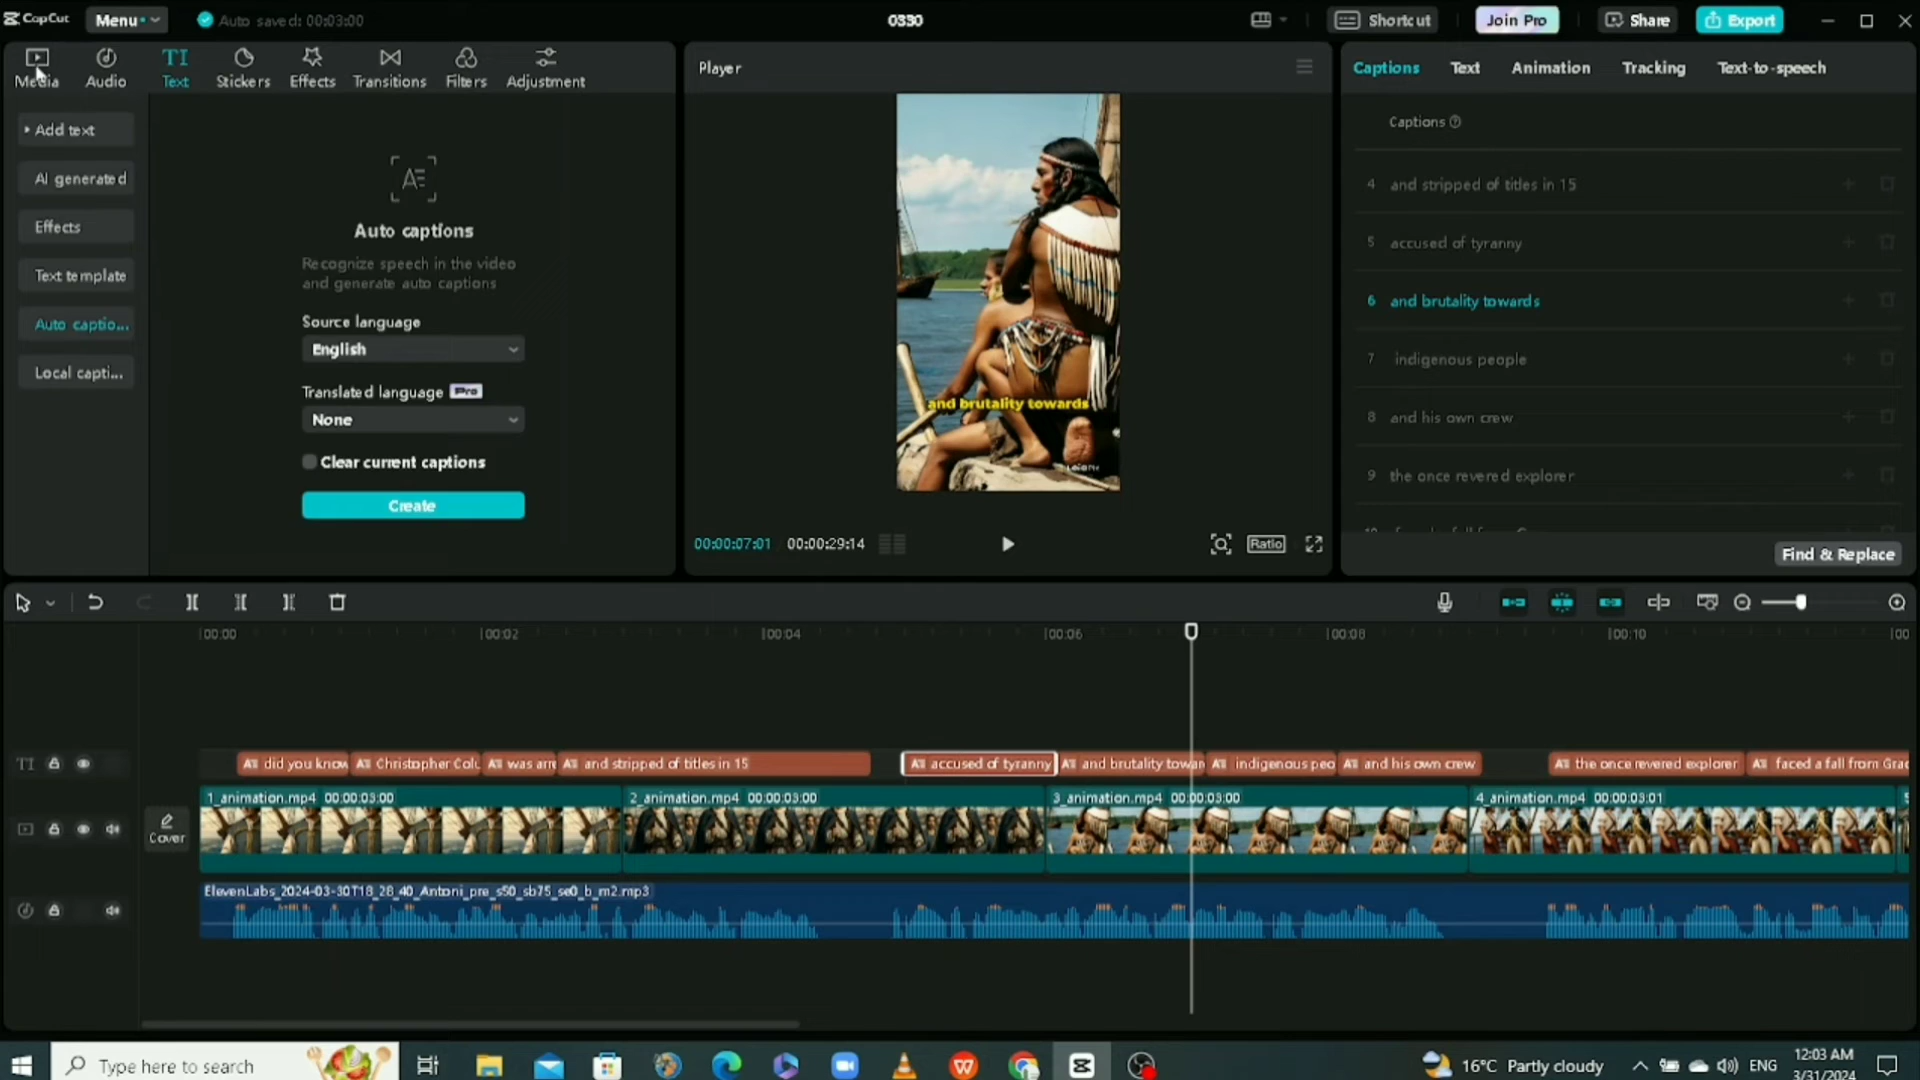 CapCut
Menu
Auto saved: 00:03:00
0330
Shortcut
Join Pro
Share
Export
Media
Audio
TI
Text
Stickers
Effects
Transitions
Filters
Adjustment
Player
Captions
Text
Animation
Tracking
Text-to-speech
Add text
AI generated
Effects
Text template
Auto captio...
Local capti...
Auto captions
Recognize speech in the video
and generate auto captions
Source language
English
Translated language Pro
None
Clear current captions
Create
and brutality towards
00:00:07:01
00:00:29:14
Ratio
Captions
4 and stripped of titles in 15
5 accused of tyranny
6 and brutality towards
7 indigenous people
8 and his own crew
9 the once revered explorer
Find & Replace
00:00
00:02
00:04
00:06
00:08
00:10
00
TI
did you know
Christopher Colu
was arre
and stripped of titles in 15
accused of tyranny
and brutality towar
indigenous peo
and his own crew
the once revered explorer
faced a fall from Grac
Cover
1_animation.mp4 00:00:03:00
2_animation.mp4 00:00:03:00
3_animation.mp4 00:00:03:00
4_animation.mp4 00:00:03:01
ElevenLabs_2024-03-30T18_28_40_Antoni_pre_s50_sb75_se0_b_m2.mp3
Type here to search
16°C Partly cloudy
ENG
12:03 AM
3/31/2024